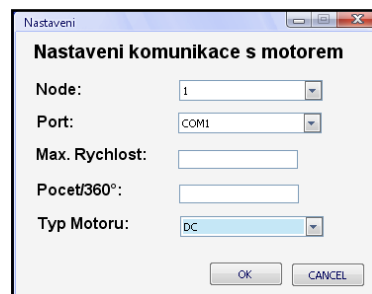 Nastaveni
Nastaveni komunikace s motorem
Node: 1
Port: COM1
Max. Rychlost:
Pocet/360°:
Typ Motoru: DC
OK CANCEL